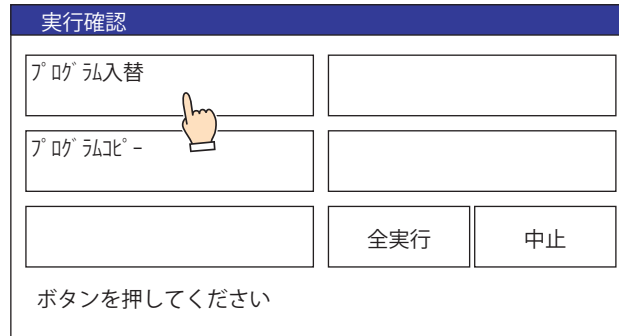 実行確認
ﾌﾟﾛｸﾞﾗﾑ入替
ﾌﾟﾛｸﾞﾗﾑｺﾋﾟｰ
全実行 中止
ボタンを押してください